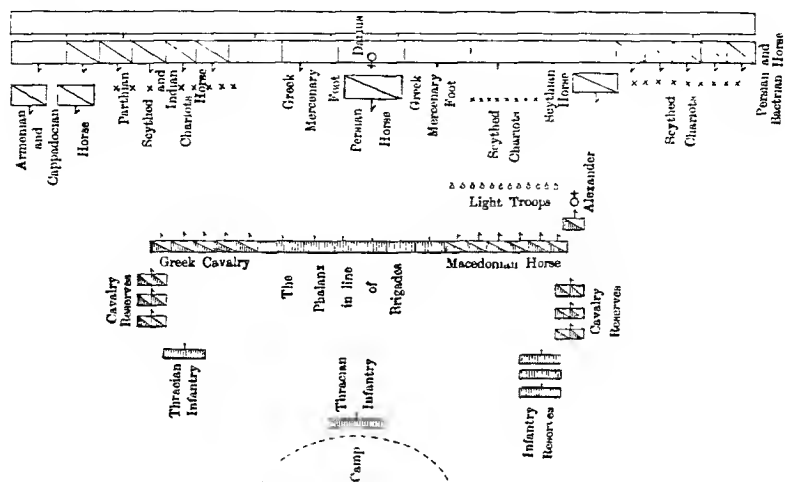 Darius
Armenian
and
Cappadocian
Horse
Parthian
Scythed and
Indian
Chariots
Horse
Greek
Mercenary
Foot
Persian
Horse
Greek
Mercenary
Foot
Scythed
Chariots
Scythian
Horse
Scythed
Chariots
Persian and
Bactrian Horse
Light Troops
Alexander
Greek Cavalry
The
Phalanx
in line
of
Brigades
Macedonian Horse
Cavalry
Reserves
Cavalry
Reserves
Thracian
Infantry
Thracian
Infantry
Infantry
Reserves
Camp